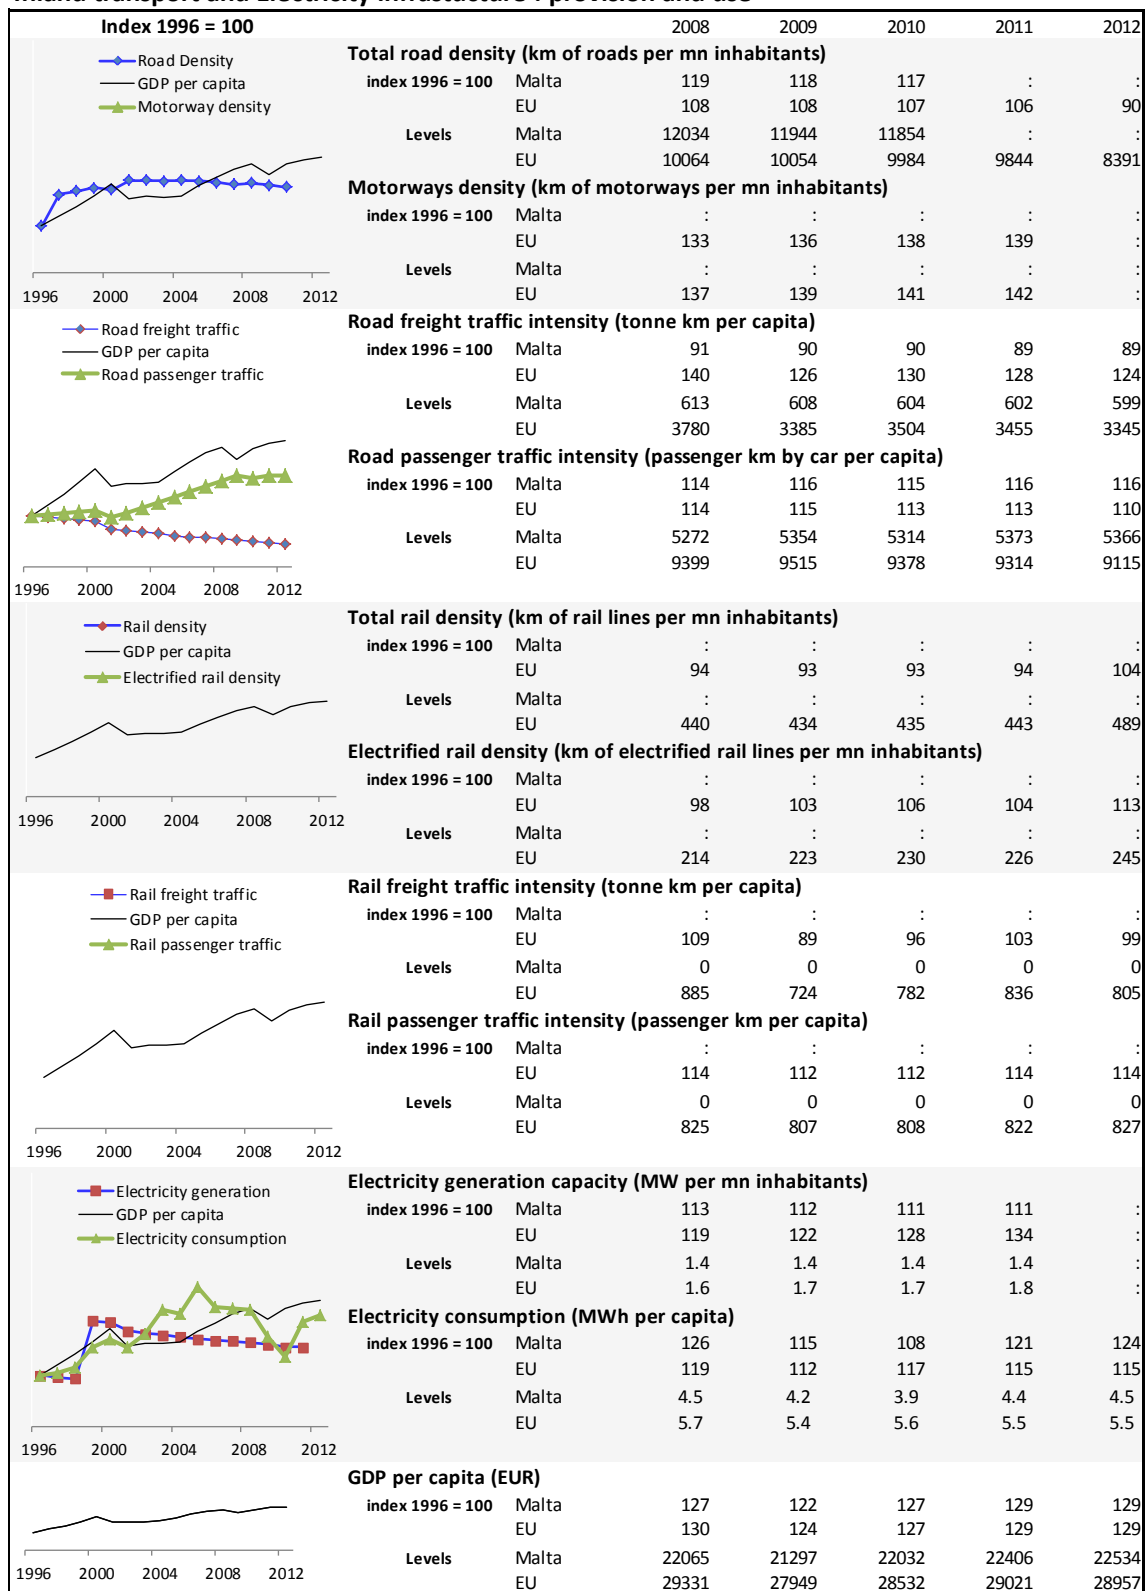 Inland transport and Electricity infrastucture : provision and use
Index 1996 = 100 2008 2009 2010 2011 2012
Road Density
GDP per capita
Motorway density
1996 2000 2004 2008 2012
Total road density (km of roads per mn inhabitants)
index 1996 = 100 Malta 119 118 117 : :
EU 108 108 107 106 90
Levels Malta 12034 11944 11854 : :
EU 10064 10054 9984 9844 8391
Motorways density (km of motorways per mn inhabitants)
index 1996 = 100 Malta : : : : :
EU 133 136 138 139 :
Levels Malta : : : : :
EU 137 139 141 142 :
Road freight traffic
GDP per capita
Road passenger traffic
1996 2000 2004 2008 2012
Road freight traffic intensity (tonne km per capita)
index 1996 = 100 Malta 91 90 90 89 89
EU 140 126 130 128 124
Levels Malta 613 608 604 602 599
EU 3780 3385 3504 3455 3345
Road passenger traffic intensity (passenger km by car per capita)
index 1996 = 100 Malta 114 116 115 116 116
EU 114 115 113 113 110
Levels Malta 5272 5354 5314 5373 5366
EU 9399 9515 9378 9314 9115
Rail density
GDP per capita
Electrified rail density
1996 2000 2004 2008 2012
Total rail density (km of rail lines per mn inhabitants)
index 1996 = 100 Malta : : : : :
EU 94 93 93 94 104
Levels Malta : : : : :
EU 440 434 435 443 489
Electrified rail density (km of electrified rail lines per mn inhabitants)
index 1996 = 100 Malta : : : : :
EU 98 103 106 104 113
Levels Malta : : : : :
EU 214 223 230 226 245
Rail freight traffic
GDP per capita
Rail passenger traffic
1996 2000 2004 2008 2012
Rail freight traffic intensity (tonne km per capita)
index 1996 = 100 Malta : : : : :
EU 109 89 96 103 99
Levels Malta 0 0 0 0 0
EU 885 724 782 836 805
Rail passenger traffic intensity (passenger km per capita)
index 1996 = 100 Malta : : : : :
EU 114 112 112 114 114
Levels Malta 0 0 0 0 0
EU 825 807 808 822 827
Electricity generation
GDP per capita
Electricity consumption
1996 2000 2004 2008 2012
Electricity generation capacity (MW per mn inhabitants)
index 1996 = 100 Malta 113 112 111 111 :
EU 119 122 128 134 :
Levels Malta 1.4 1.4 1.4 1.4 :
EU 1.6 1.7 1.7 1.8 :
Electricity consumption (MWh per capita)
index 1996 = 100 Malta 126 115 108 121 124
EU 119 112 117 115 115
Levels Malta 4.5 4.2 3.9 4.4 4.5
EU 5.7 5.4 5.6 5.5 5.5
1996 2000 2004 2008 2012
GDP per capita (EUR)
index 1996 = 100 Malta 127 122 127 129 129
EU 130 124 127 129 129
Levels Malta 22065 21297 22032 22406 22534
EU 29331 27949 28532 29021 28957